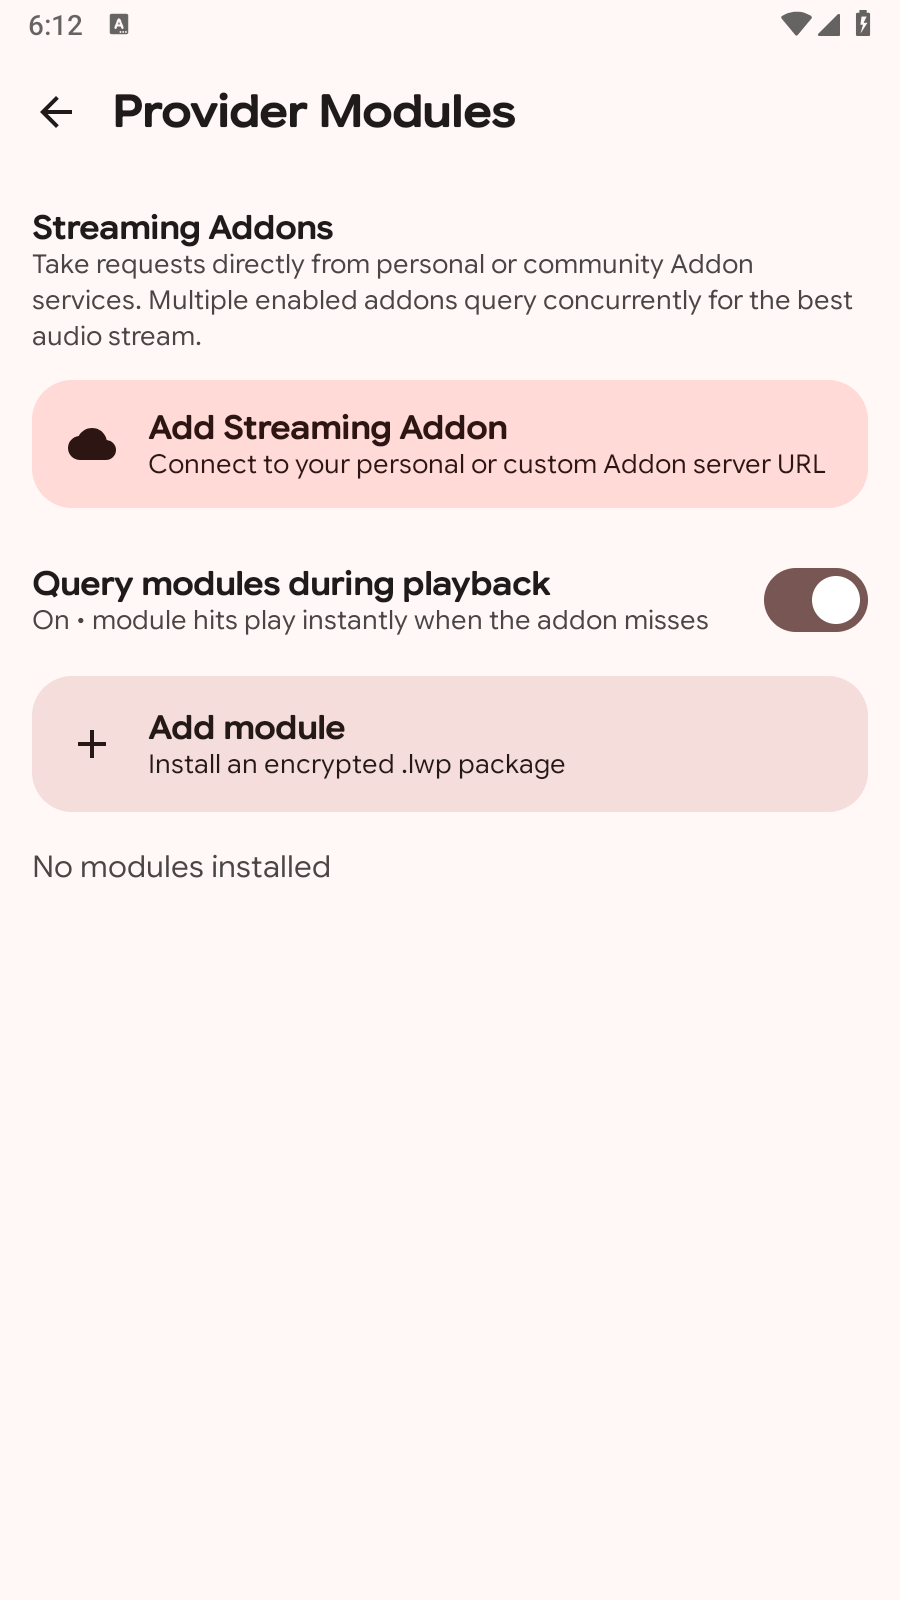 6:12
Provider Modules
Streaming Addons
Take requests directly from personal or community Addon
services. Multiple enabled addons query concurrently for the best
audio stream.
Add Streaming Addon
Connect to your personal or custom Addon server URL
Query modules during playback
On • module hits play instantly when the addon misses
Add module
Install an encrypted .lwp package
No modules installed